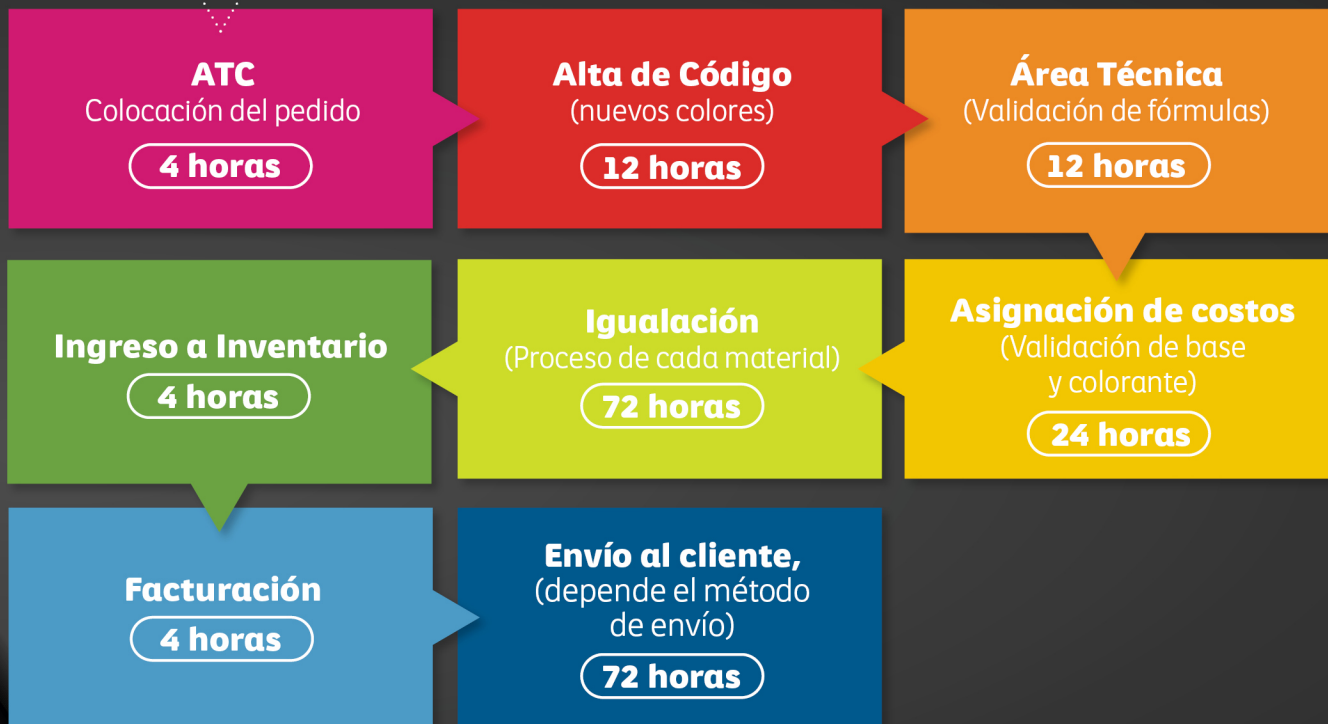 ATC
Colocación del pedido
4 horas
Alta de Código
(nuevos colores)
12 horas
Área Técnica
(Validación de fórmulas)
12 horas
Asignación de costos
(Validación de base
y colorante)
24 horas
Igualación
(Proceso de cada material)
72 horas
Ingreso a Inventario
4 horas
Facturación
4 horas
Envío al cliente,
(depende el método
de envío)
72 horas